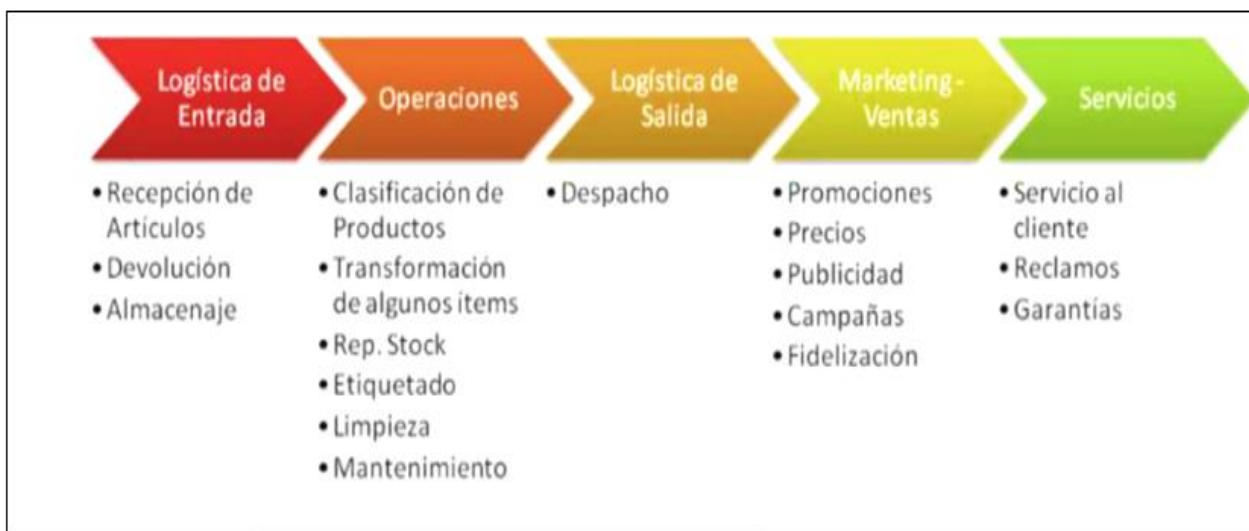 Logística de
Entrada
Operaciones
Logística de
Salida
Marketing -
Ventas
Servicios
• Recepción de
Artículos
• Devolución
• Almacenaje
• Clasificación de
Productos
• Transformación
de algunos ítems
• Rep. Stock
• Etiquetado
• Limpieza
• Mantenimiento
• Despacho
• Promociones
• Precios
• Publicidad
• Campañas
• Fidelización
• Servicio al
cliente
• Reclamos
• Garantías